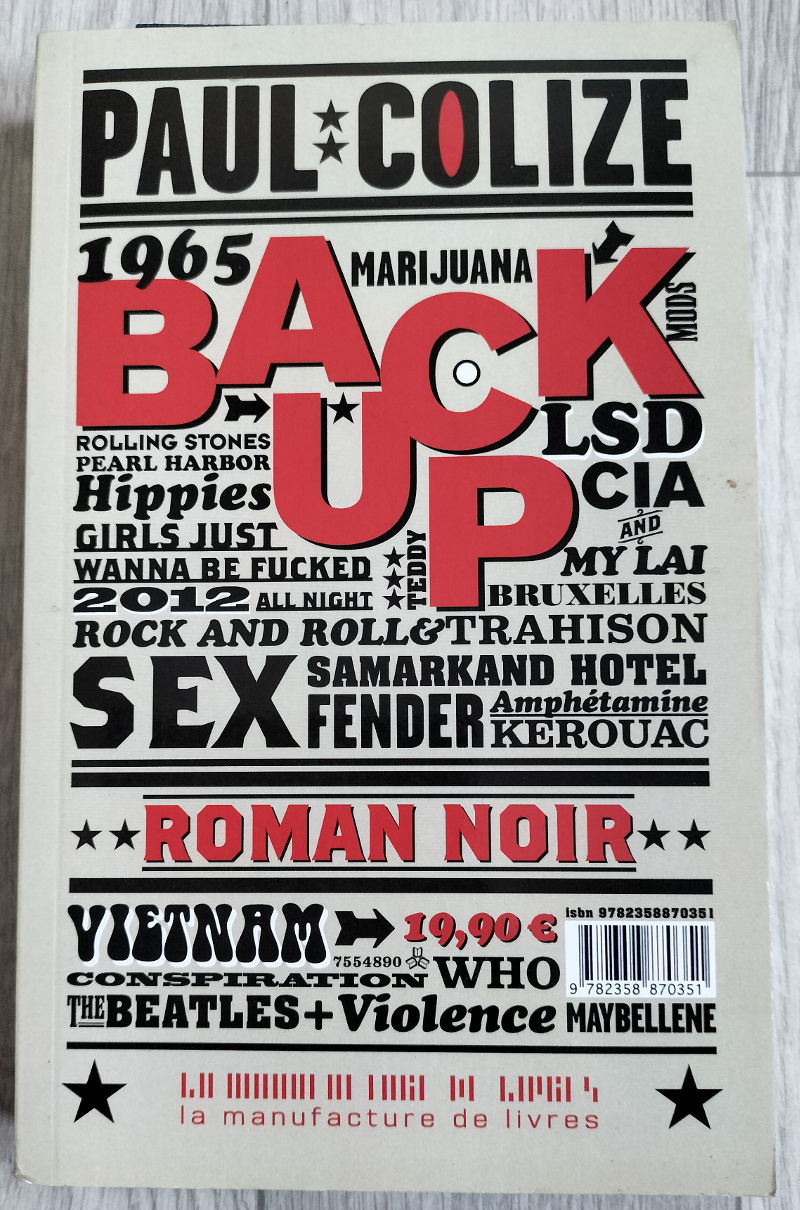 PAUL COLIZE
1965
MARIJUANA
MODS
BACK
UP
ROLLING STONES
PEARL HARBOR
Hippies
GIRLS JUST
WANNA BE FUCKED
2012 ALL NIGHT
TEDDY
LSD
CIA
AND
MY LAI
BRUXELLES
ROCK AND ROLL & TRAHISON
SEX
SAMARKAND HOTEL
FENDER
Amphétamine
KEROUAC
ROMAN NOIR
VIETNAM
19,90 €
isbn 9782358870351
7554890
CONSPIRATION WHO
9 782358 870351
THE BEATLES + Violence MAYBELLENE
la manufacture de livres